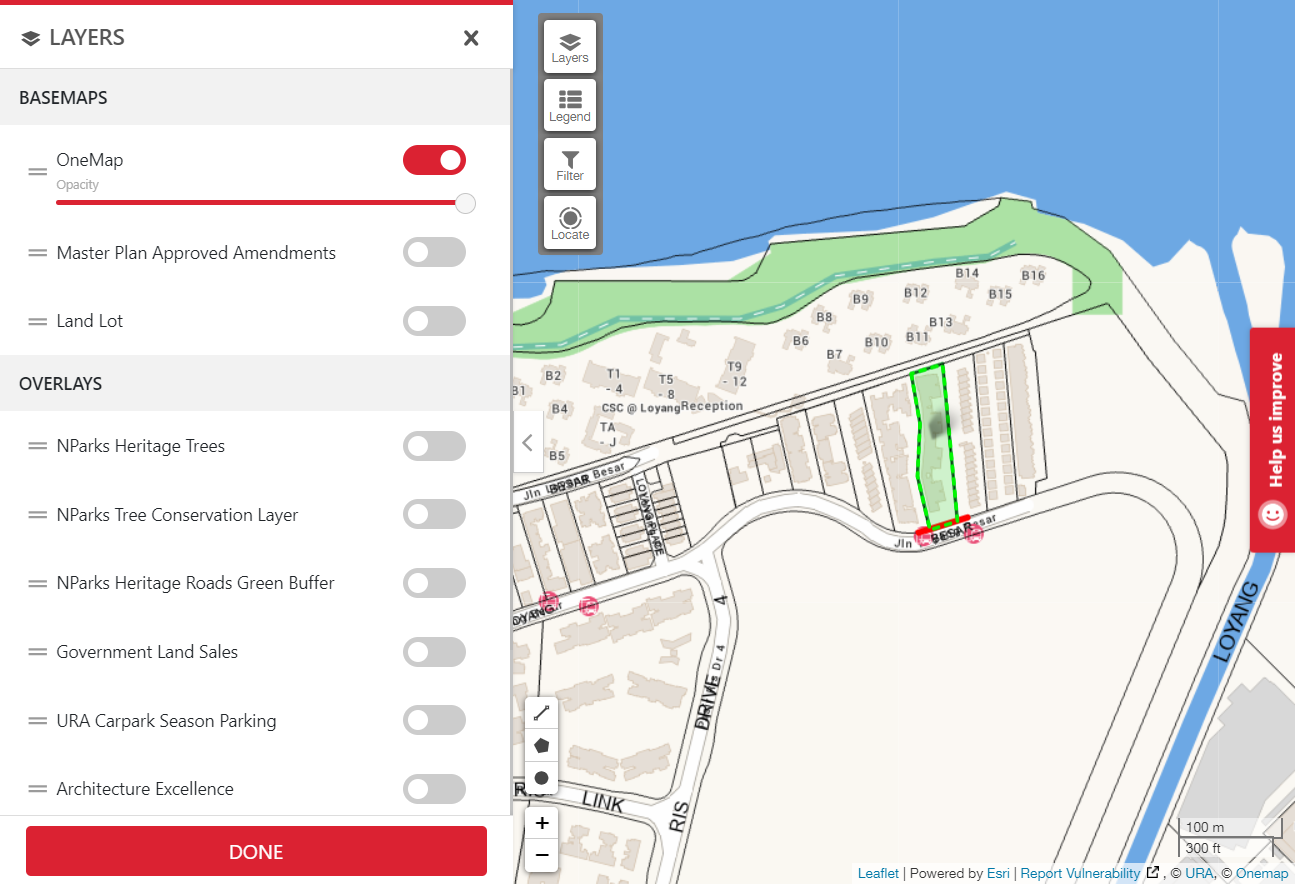 LAYERS
BASEMAPS
OneMap
Opacity
Master Plan Approved Amendments
Land Lot
OVERLAYS
NParks Heritage Trees
NParks Tree Conservation Layer
NParks Heritage Roads Green Buffer
Government Land Sales
URA Carpark Season Parking
Architecture Excellence
DONE
Layers
Legend
Filter
Locate
B14
B16
B15
B12
B9
B8
B13
B11
B10
B6
B7
T9
- 12
T1
- 4
T5
- 8
B2
B1
B4
CSC @ Loyang
Reception
TA
- J
B5
Jln
Besar
BESAR
LOYANG
PLACE
Jln
BESAR
Besar
4
Dr 4
DRIVE
RIS
LINK
LOYANG
Help us improve
+
−
100 m
300 ft
Leaflet | Powered by Esri | Report Vulnerability , © URA, © Onemap